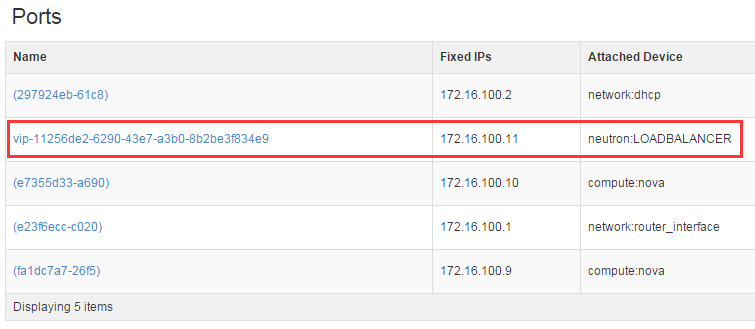 Ports
Name Fixed IPs Attached Device
(297924eb-61c8) 172.16.100.2 network:dhcp
vip-11256de2-6290-43e7-a3b0-8b2be3f834e9 172.16.100.11 neutron:LOADBALANCER
(e7355d33-a690) 172.16.100.10 compute:nova
(e23f6ecc-c020) 172.16.100.1 network:router_interface
(fa1dc7a7-26f5) 172.16.100.9 compute:nova
Displaying 5 items